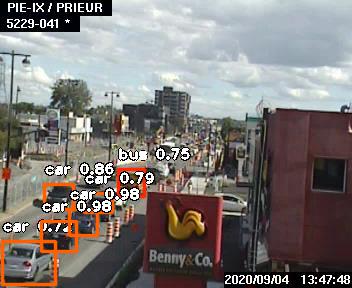 PIE-IX / PRIEUR
5229-041 *
bus 0.75
car 0.86
car 0.79
car 0.98
car 0.98
Benny&Co.
2020/09/04 13:47:48